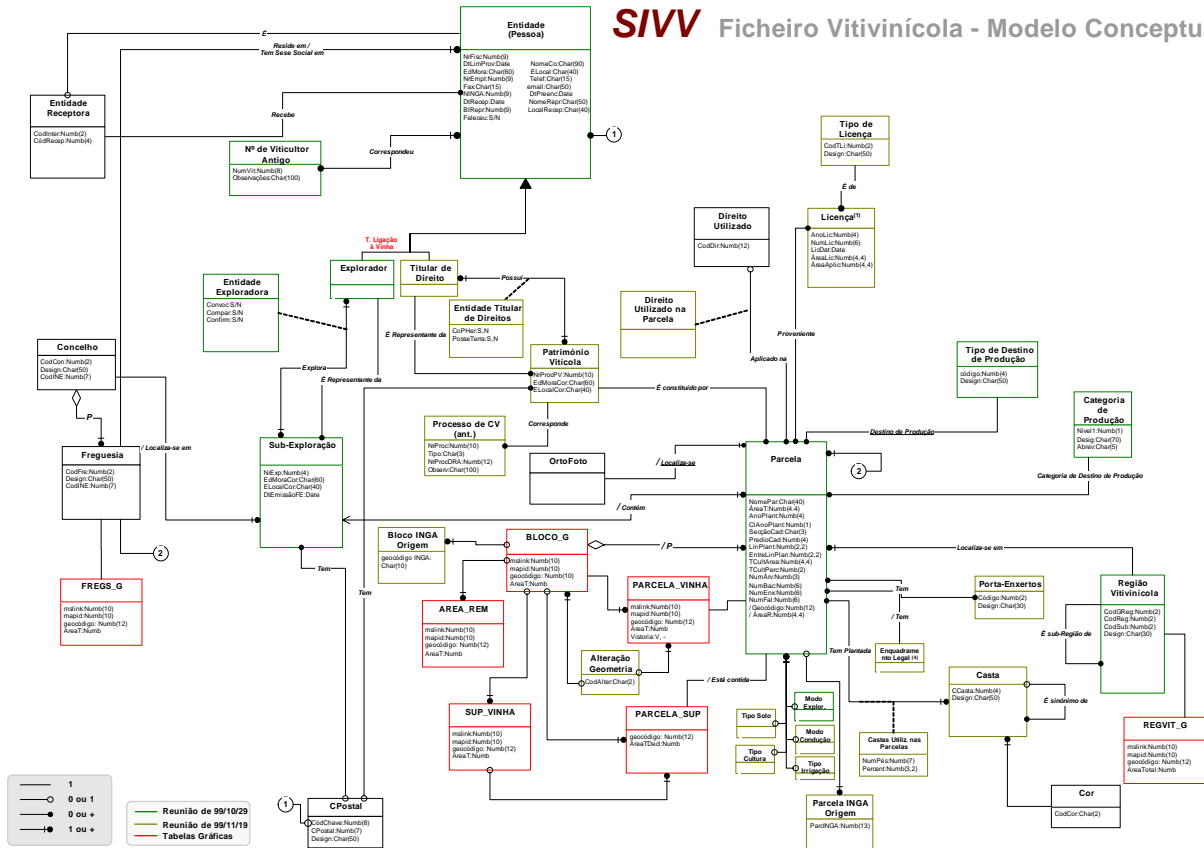 SIVV Ficheiro Vitivinícola - Modelo Conceptu
Entidade
(Pessoa)
NrFisc:Numb(9)
DtLimProv:Date
EdMora:Char(60)
NrEmpl:Numb(9)
Fax:Char(15)
NINGA:Numb(9)
DtRecep:Date
BIRepr:Numb(9)
Faleceu:S/N
NomeCo:Char(90)
ELocal:Char(40)
Telef:Char(15)
email:Char(50)
DtPreenc:Date
NomeRepr:Char(50)
LocalRecep:Char(40)
É
Reside em /
Tem Sese Social em
Recebe
Correspondeu
1
Entidade
Receptora
CodInter:Numb(2)
CódRecep:Numb(4)
Nº de Viticultor
Antigo
NumVit:Numb(8)
Observações:Char(100)
Tipo de
Licença
CodTLi:Numb(2)
Design:Char(50)
É de
Licença(1)
AnoLic:Numb(4)
NumLic:Numb(6)
LicDat:Date
ÁreaLic:Numb(4,4)
ÁreaAplic:Numb(4,4)
Direito
Utilizado
CodDir:Numb(12)
T. Ligação
à Vinha
Explorador
Titular de
Direito
Possui
Entidade
Exploradora
Convoc:S/N
Compar:S/N
Confirm:S/N
Entidade Titular
de Direitos
CoPHer:S,N
PosseTerra:S,N
Direito
Utilizado na
Parcela
Proveniente
Aplicado na
É Representante da
Património
Vitícola
NrProcPV:Numb(10)
EdMoraCor:Char(60)
ELocalCor:Char(40)
Tipo de Destino
de Produção
código:Numb(4)
Design:Char(50)
Concelho
CodCon:Numb(2)
Design:Char(50)
CodINE:Numb(7)
P
Explora
É Representante da
É constituído por
Corresponde
Destino de Produção
Categoria
de Produção
Nível1:Numb(1)
Desig:Char(70)
Abrev:Char(5)
Categoria de Destino de Produção
Freguesia
CodFre:Numb(2)
Design:Char(50)
CodINE:Numb(7)
/ Localiza-se em
Sub-Exploração
NrExp:Numb(4)
EdMoraCor:Char(60)
ELocalCor:Char(40)
DtEmissãoFE:Date
Processo de CV
(ant.)
NrProc:Numb(10)
Tipo:Char(3)
NrProcDRA:Numb(12)
Observ:Char(100)
OrtoFoto
/ Localiza-se
/ Contém
Parcela
NomePar:Char(40)
ÁreaT:Numb(4.4)
AnoPlant:Numb(4)
ClAnoPlant:Numb(1)
SecçãoCad:Char(3)
PredioCad:Numb(4)
LinPlant:Numb(2,2)
EntreLinPlan:Numb(2,2)
TCultÁrea:Numb(4,4)
TCultPerc:Numb(2)
NumÁrv:Numb(3)
NumBac:Numb(6)
NumEnx:Numb(6)
NumFal:Numb(6)
/Geocódigo:Numb(12)
/ ÁreaR:Numb(4.4)
2
Localiza-se em
2
Bloco INGA
Origem
geocódigo INGA:
Char(10)
BLOCO_G
mslink:Numb(10)
mapid:Numb(10)
geocódigo: Numb(10)
AreaT:Numb
/ P
Tem
Tem
Tem
/ Tem
Porta-Enxertos
Código:Numb(2)
Design:Char(30)
Região
Vitivinícola
CodGReg:Numb(2)
CodReg:Numb(2)
CodSub:Numb(2)
Design:Char(30)
É sub-Região de
FREGS_G
mslink:Numb(10)
mapid:Numb(10)
geocódigo: Numb(12)
AreaT:Numb
AREA_REM
mslink:Numb(10)
mapid:Numb(10)
geocódigo: Numb(12)
AreaT:Numb
PARCELA_VINHA
mslink:Numb(10)
mapid:Numb(10)
geocódigo: Numb(12)
ÁreaT:Numb
Vistoria:V, -
Alteração
Geometria
CodAlter:Char(2)
Tem Plantada
Enquadrame
nto Legal (4)
/ Está contida
Casta
CCasta:Numb(4)
Design:Char(50)
É sinónimo de
SUP_VINHA
mslink:Numb(10)
mapid:Numb(10)
geocódigo: Numb(12)
AreaT:Numb
PARCELA_SUP
geocódigo: Numb(12)
AreaTDed:Numb
Tipo Solo
Modo
Explor.
Tipo
Cultura
Modo
Condução
Tipo
Irrigação
Castas Utiliz. nas
Parcelas
NumPés:Numb(7)
Percent:Numb(3,2)
REGVIT_G
mslink:Numb(10)
mapid:Numb(10)
geocódigo: Numb(12)
AreaTotal:Numb
1
0 ou 1
0 ou +
1 ou +
Reunião de 99/10/29
Reunião de 99/11/19
Tabelas Gráficas
1
CPostal
CódChave:Numb(8)
CPostal:Numb(7)
Design:Char(50)
Parcela INGA
Origem
ParcINGA:Numb(13)
Cor
CodCor:Char(2)